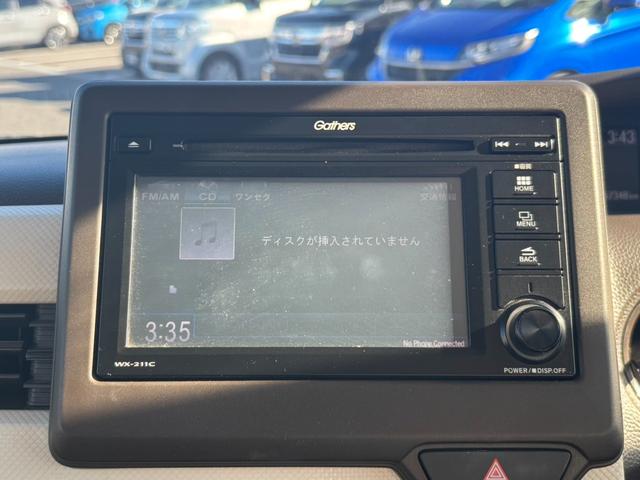 Gathers
HOME
MENU
BACK
FM/AM CD ワンセグ 交通情報
ディスクが挿入されていません
3:35
No Phone Connected
WX-211C
POWER/■DISP.OFF
3:43